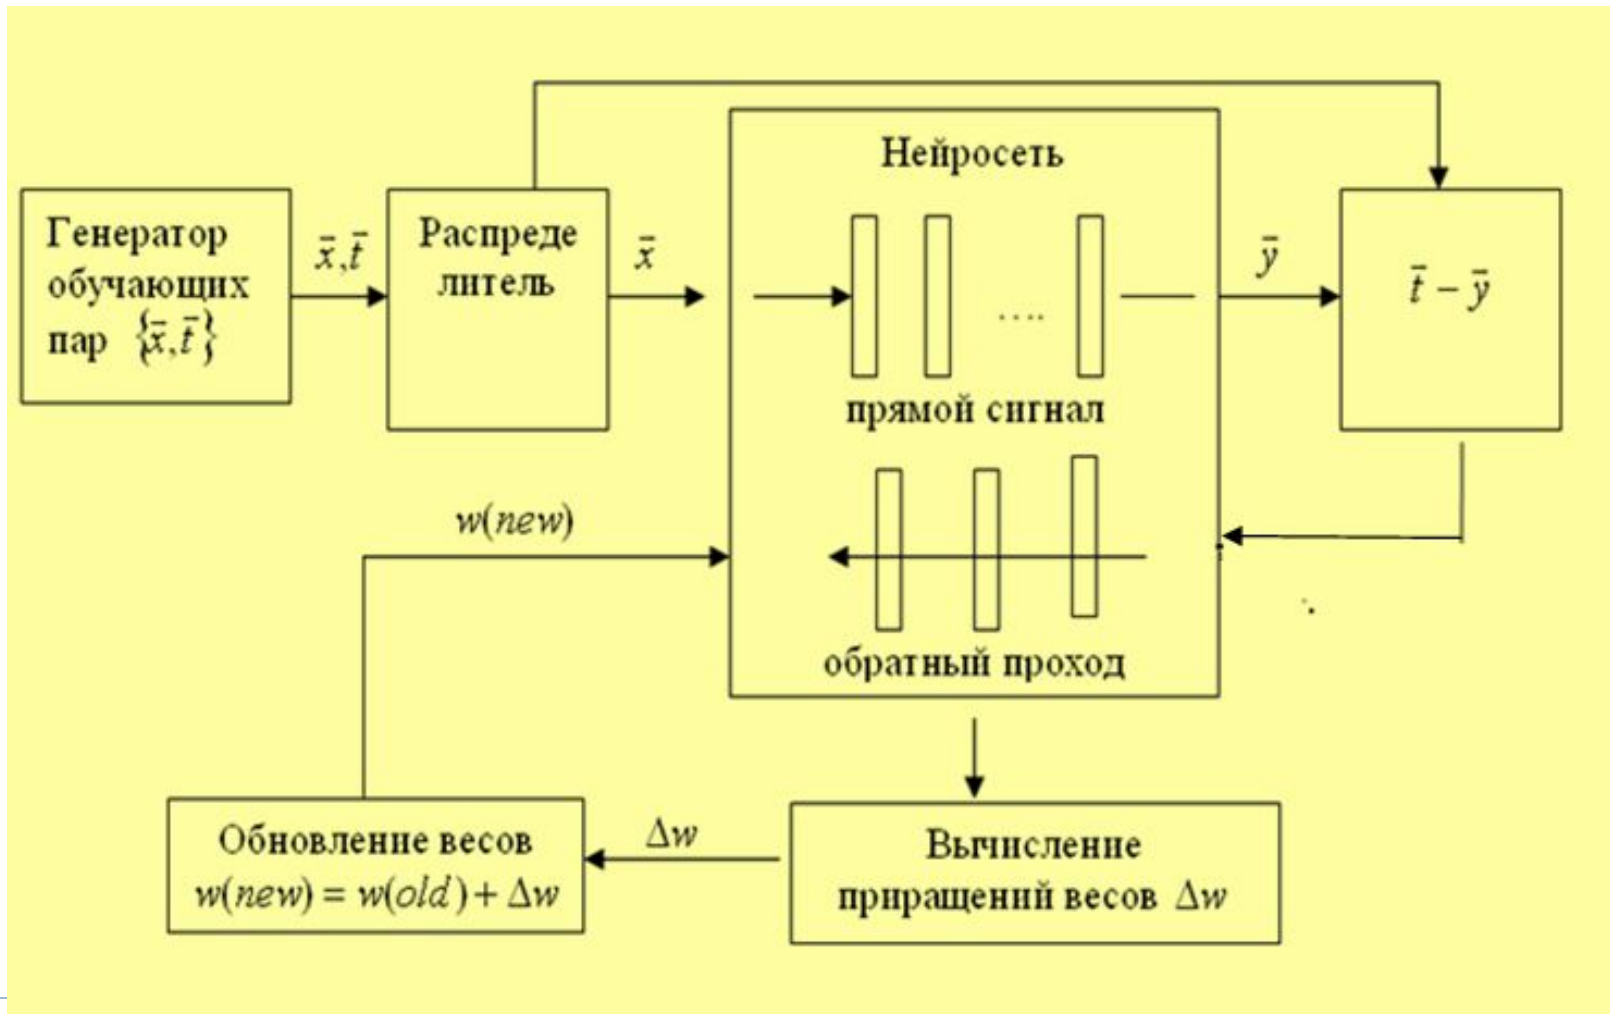 Нейросеть
Генератор
обучающих
пар {x̄,t̄}
x̄,t̄
Распреде
литель
x̄
....
ȳ
t̄ − ȳ
прямой сигнал
w(new)
обратный проход
Обновление весов
w(new) = w(old) + Δw
Δw
Вычисление
приращений весов Δw